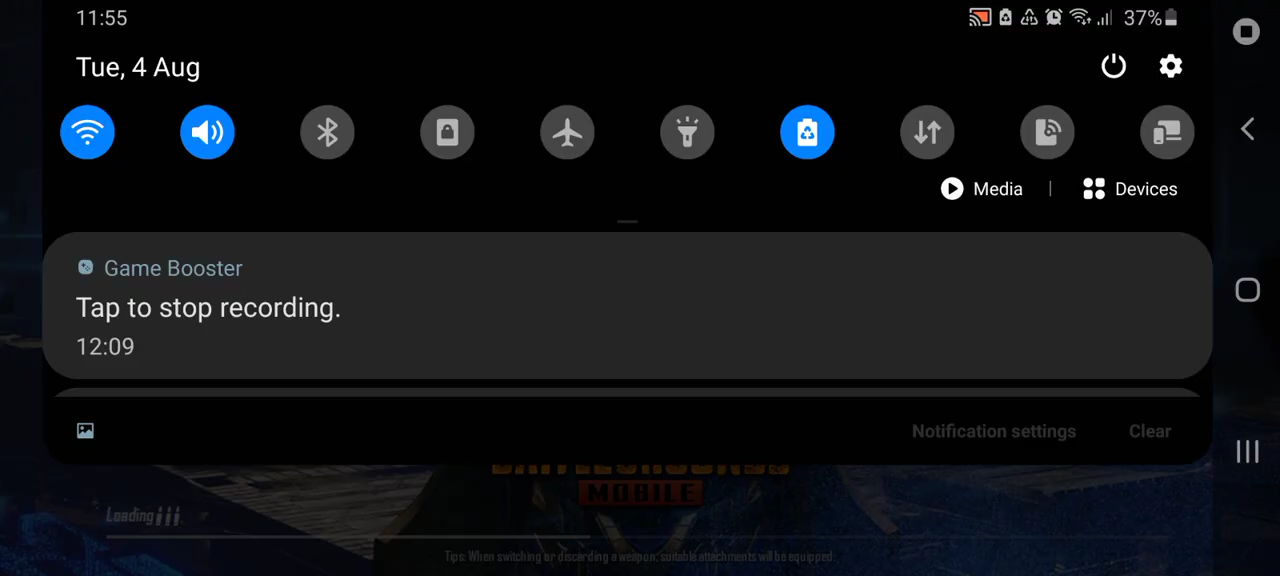 11:55
37%
Tue, 4 Aug
Media | Devices
Game Booster
Tap to stop recording.
12:09
Notification settings Clear
BATTLEGROUNDS
MOBILE
Loading
Tips: When switching or discarding a weapon, suitable attachments will be equipped.